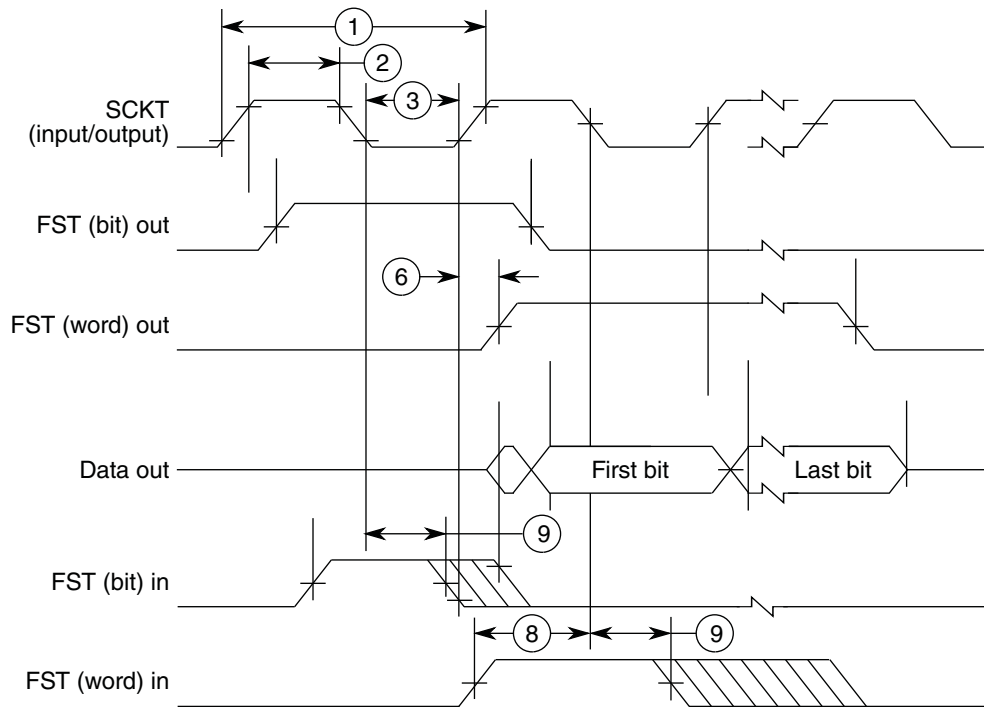 1
2
3
SCKT
(input/output)
FST (bit) out
6
FST (word) out
Data out
First bit
Last bit
9
FST (bit) in
8
9
FST (word) in